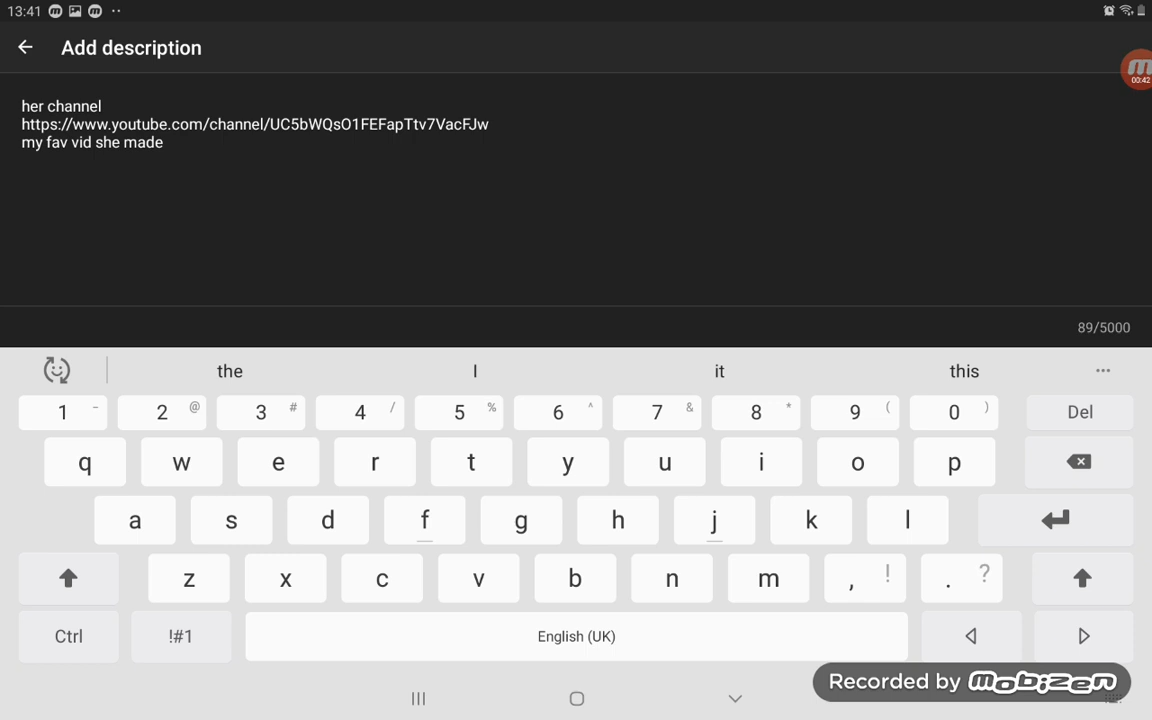 13:41
Add description
00:42
her channel
https://www.youtube.com/channel/UC5bWQsO1FEFapTtv7VacFJw
my fav vid she made
89/5000
the I it this
1 - 2 @ 3 # 4 / 5 % 6 ^ 7 & 8 * 9 ( 0 ) Del
q w e r t y u i o p
a s d f g h j k l
z x c v b n m , ! . ?
Ctrl !#1 English (UK)
Recorded by mobizen